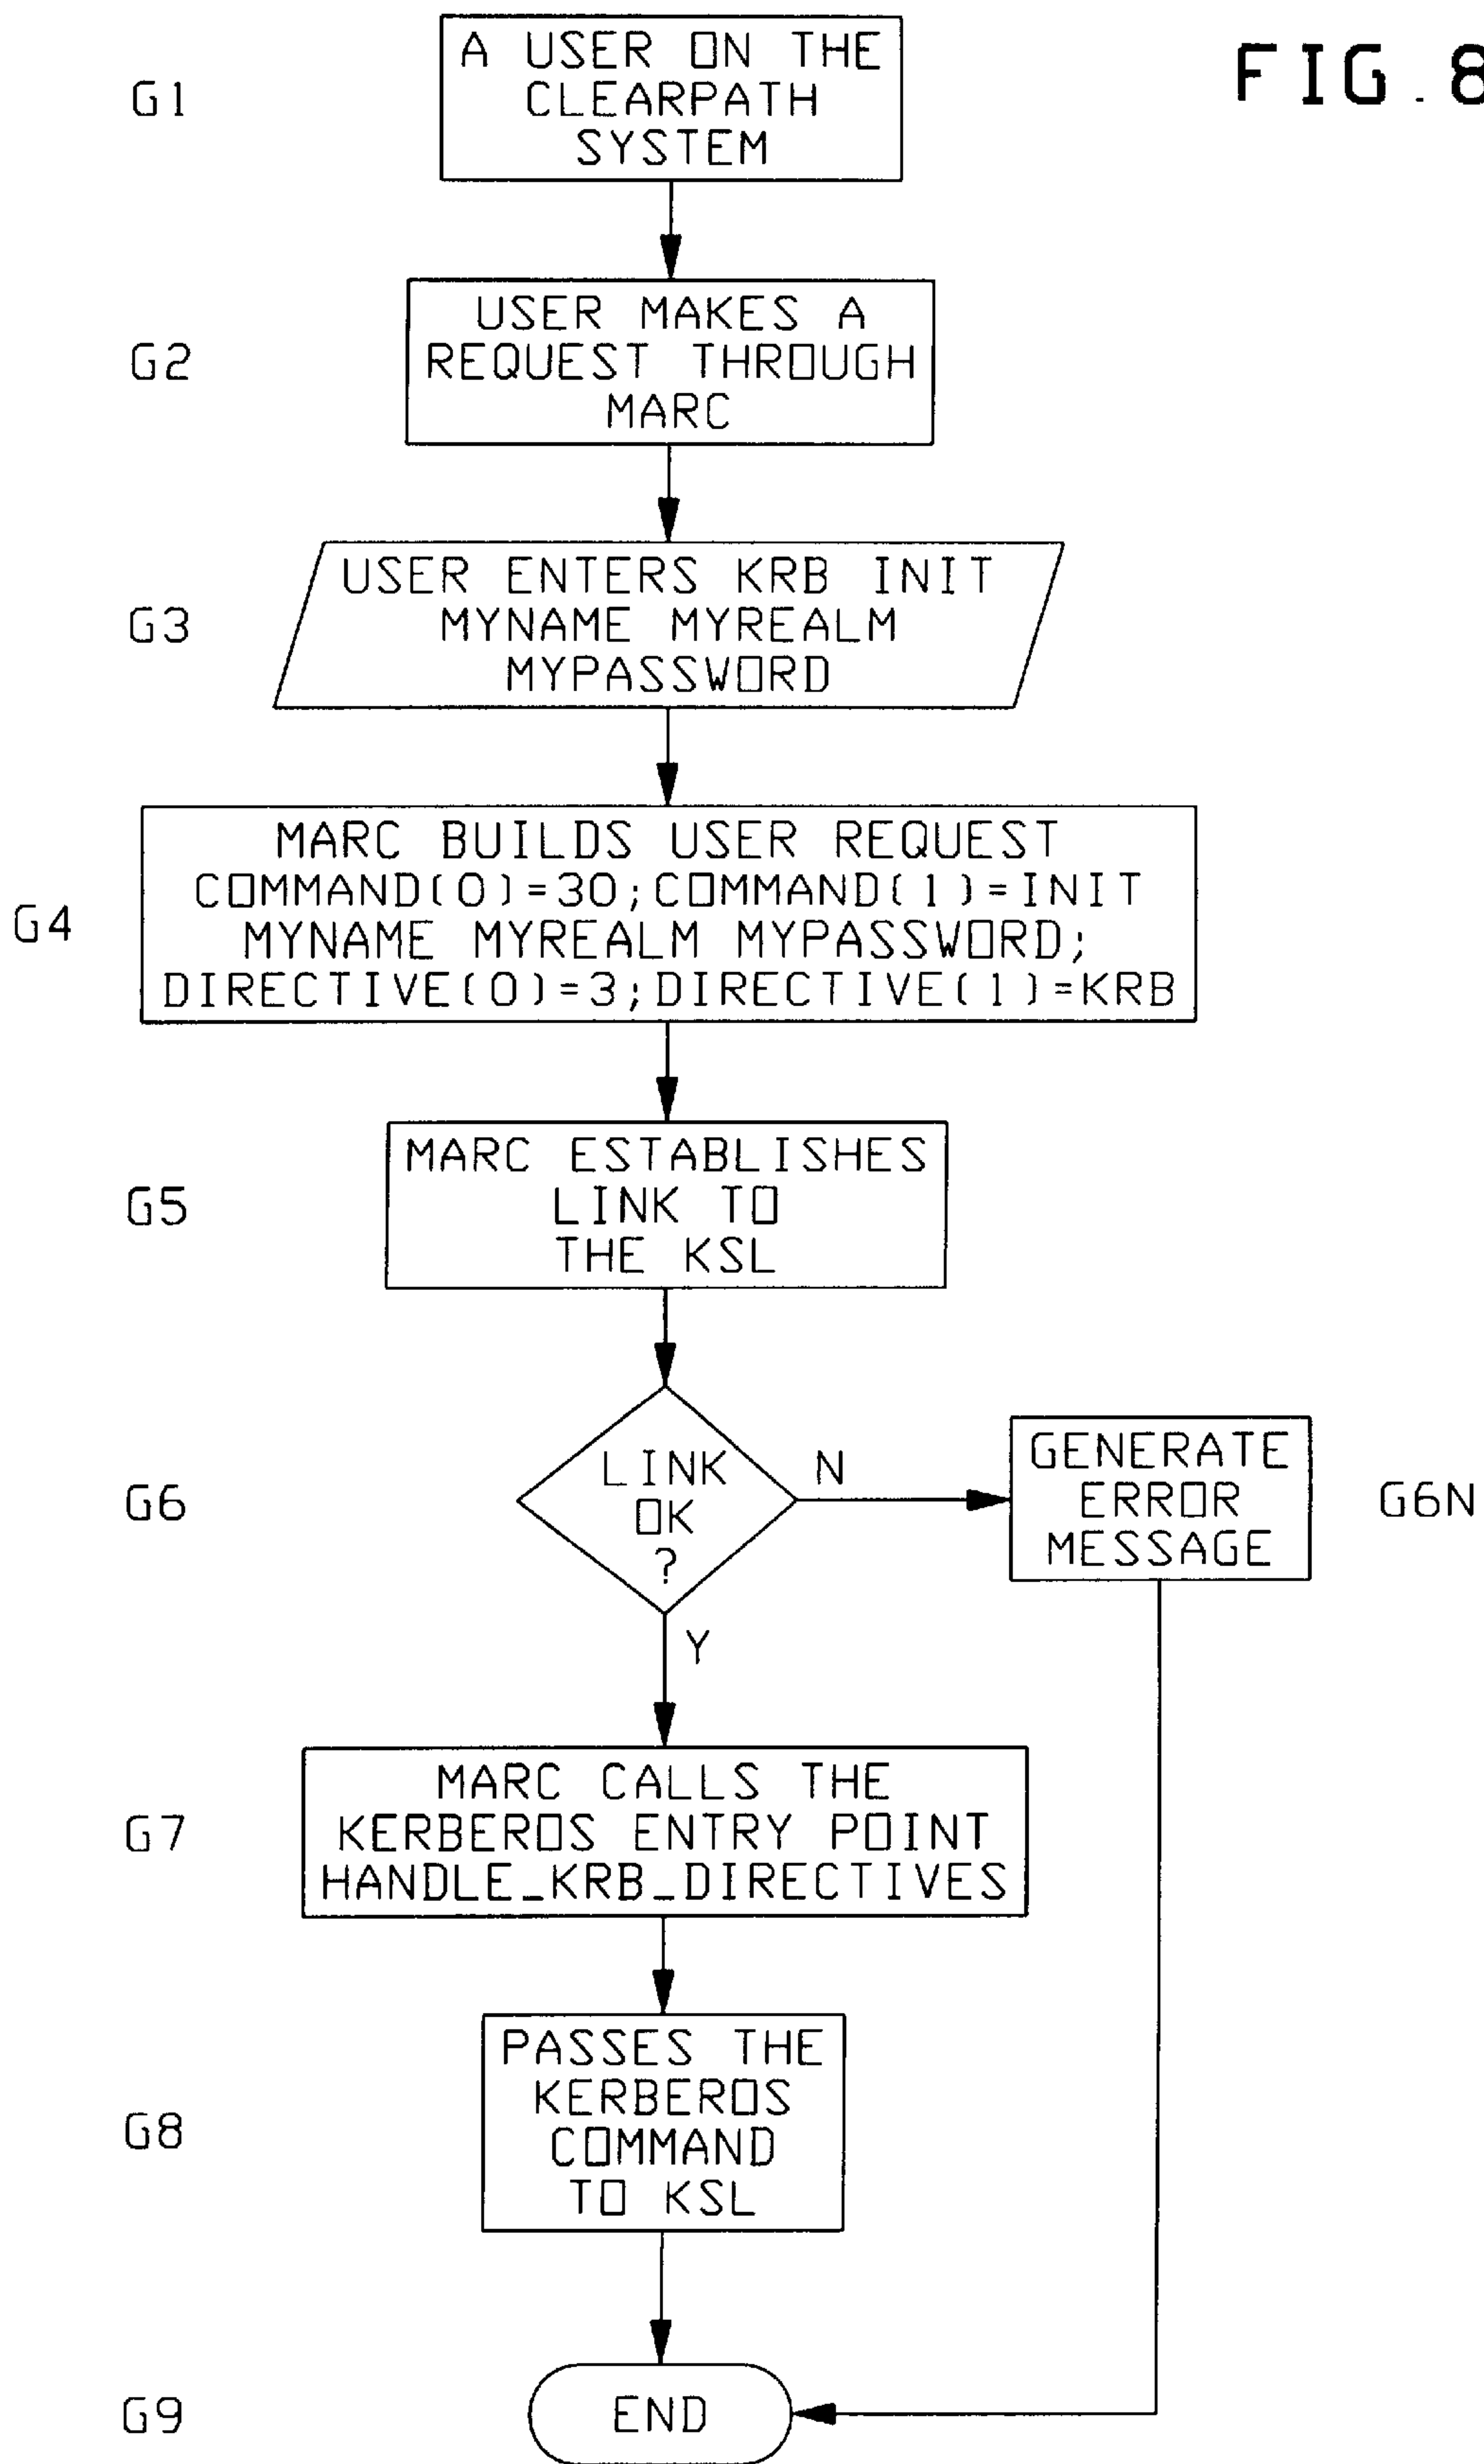 FIG.8
G1
A USER ON THE
CLEARPATH
SYSTEM
G2
USER MAKES A
REQUEST THROUGH
MARC
G3
USER ENTERS KRB INIT
MYNAME MYREALM
MYPASSWORD
G4
MARC BUILDS USER REQUEST
COMMAND(0)=30;COMMAND(1)=INIT
MYNAME MYREALM MYPASSWORD;
DIRECTIVE(0)=3;DIRECTIVE(1)=KRB
G5
MARC ESTABLISHES
LINK TO
THE KSL
G6
LINK
OK
?
N
GENERATE
ERROR
MESSAGE
G6N
Y
G7
MARC CALLS THE
KERBEROS ENTRY POINT
HANDLE_KRB_DIRECTIVES
G8
PASSES THE
KERBEROS
COMMAND
TO KSL
G9
END